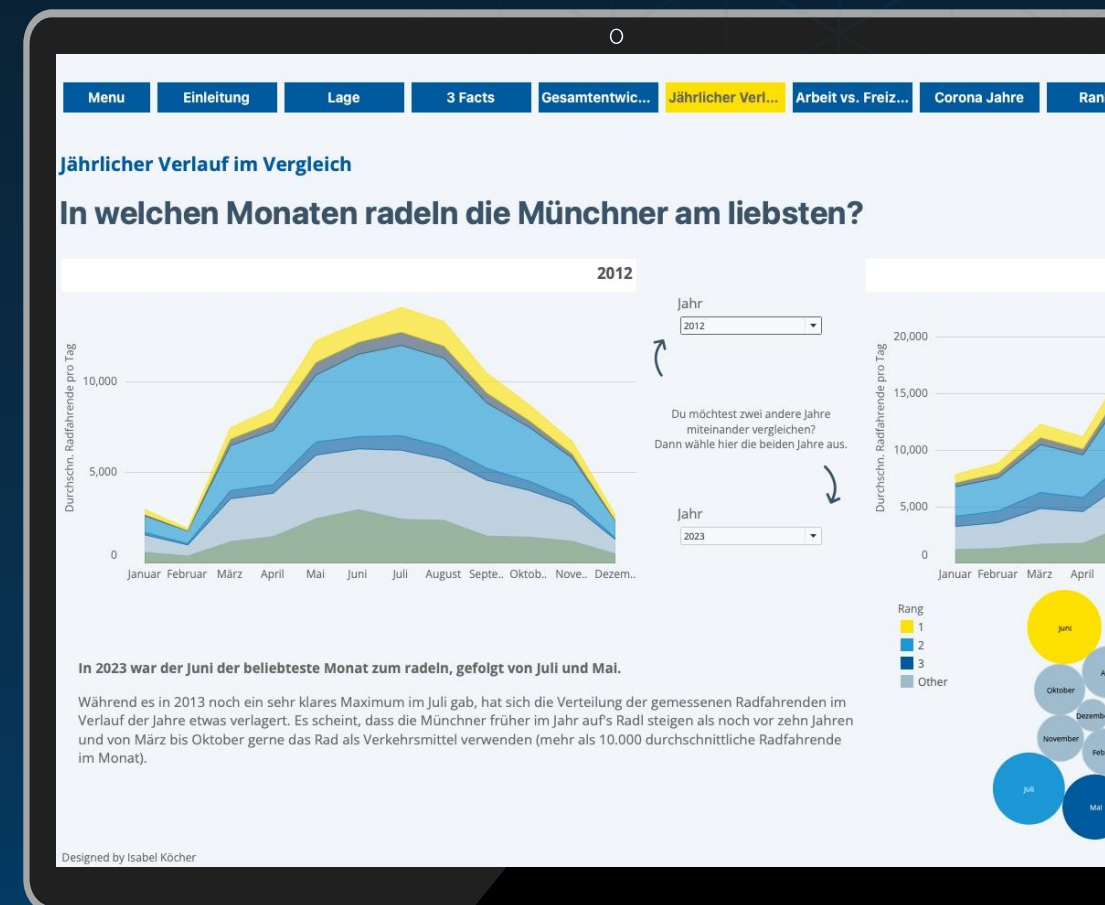 Menu
Einleitung
Lage
3 Facts
Gesamtentwic...
Jährlicher Verl...
Arbeit vs. Freiz...
Corona Jahre
Jährlicher Verlauf im Vergleich
In welchen Monaten radeln die Münchner am liebsten?
2012
Durchschn. Radfahrende pro Tag
10,000
5,000
0
Januar Februar März April Mai Juni Juli August Septe.. Oktob.. Nove.. Dezem..
Jahr
2012
Du möchtest zwei andere Jahre
miteinander vergleichen?
Dann wähle hier die beiden Jahre aus.
Jahr
2023
Durchschn. Radfahrende pro Tag
20,000
15,000
10,000
5,000
0
Januar Februar März April
Rang
1
2
3
Other
Juni
Oktober
November
Juli
Mai
In 2023 war der Juni der beliebteste Monat zum radeln, gefolgt von Juli und Mai.
Während es in 2013 noch ein sehr klares Maximum im Juli gab, hat sich die Verteilung der gemessenen Radfahrenden im
Verlauf der Jahre etwas verlagert. Es scheint, dass die Münchner früher im Jahr auf's Radl steigen als noch vor zehn Jahren
und von März bis Oktober gerne das Rad als Verkehrsmittel verwenden (mehr als 10.000 durchschnittliche Radfahrende
im Monat).
Designed by Isabel Köcher